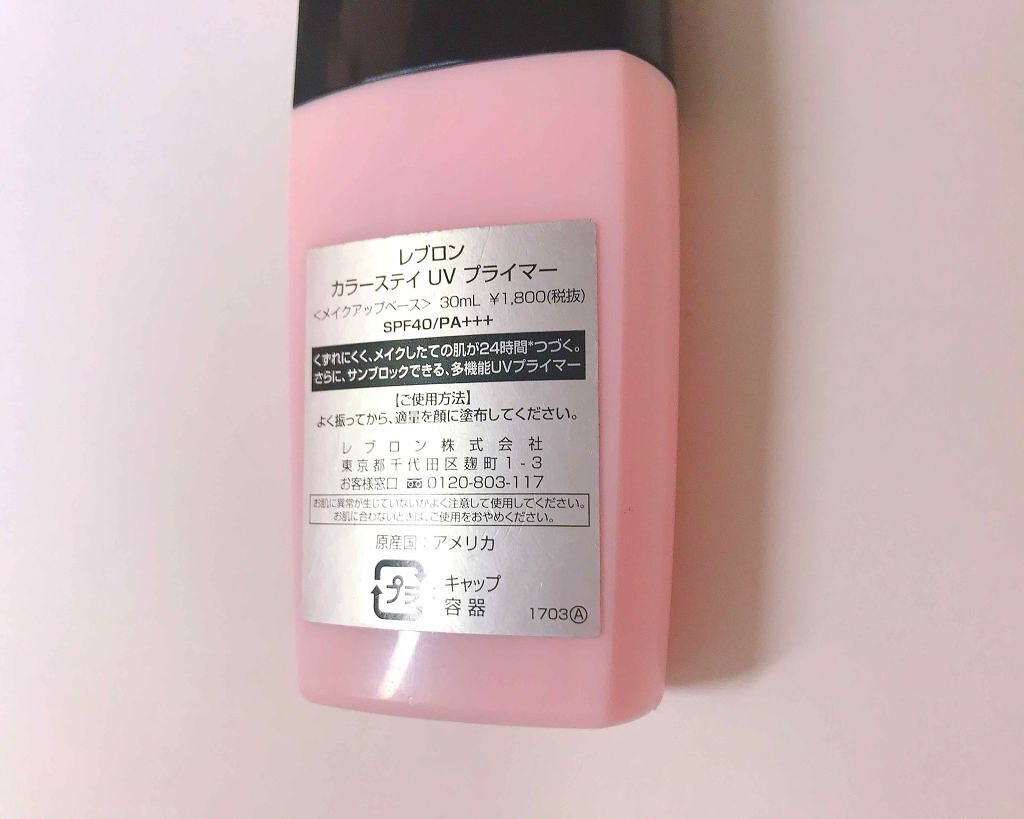 レブロン
カラーステイ UV プライマー
<メイクアップベース> 30mL ¥1,800(税抜)
SPF40/PA+++
くずれにくく、メイクしたての肌が24時間*つづく。
さらに、サンブロックできる、多機能UVプライマー
【ご使用方法】
よく振ってから、適量を顔に塗布してください。
レブロン株式会社
東京都千代田区麹町1-3
お客様窓口 0120-803-117
お肌に異常が生じていないかよく注意して使用してください。
お肌に合わないときは、ご使用をおやめください。
原産国：アメリカ
プラ
キャップ
容器
1703Ⓐ